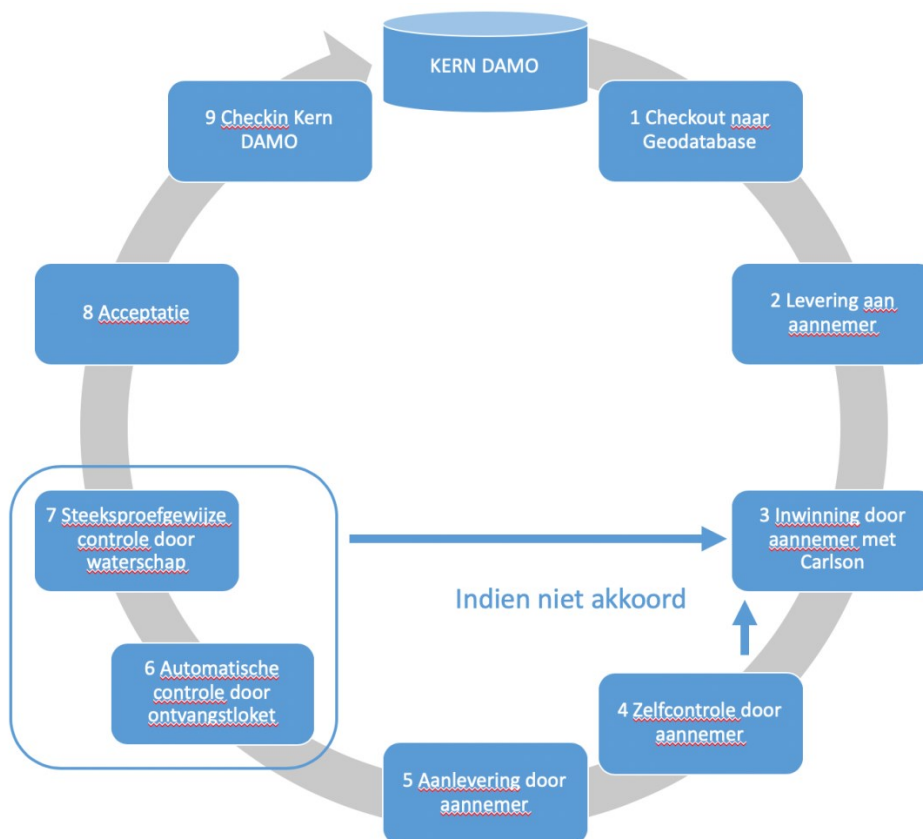 KERN DAMO
1 Checkout naar
Geodatabase
2 Levering aan
aannemer
3 Inwinning door
aannemer met
Carlson
4 Zelfcontrole door
aannemer
5 Aanlevering door
aannemer
6 Automatische
controle door
ontvangstloket
7 Steeksproefgewijze
controle door
waterschap
8 Acceptatie
9 Checkin Kern
DAMO
Indien niet akkoord